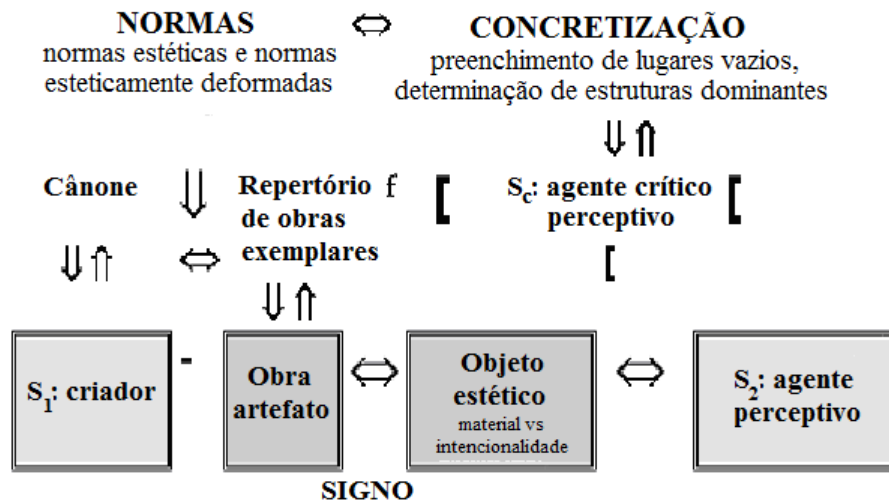 NORMAS
normas estéticas e normas
esteticamente deformadas
CONCRETIZAÇÃO
preenchimento de lugares vazios,
determinação de estruturas dominantes
Cânone
Repertório f
de obras
exemplares
[
Sc: agente crítico
perceptivo
[
[
S1: criador
-
Obra
artefato
Objeto
estético
material vs
intencionalidade
S2: agente
perceptivo
SIGNO